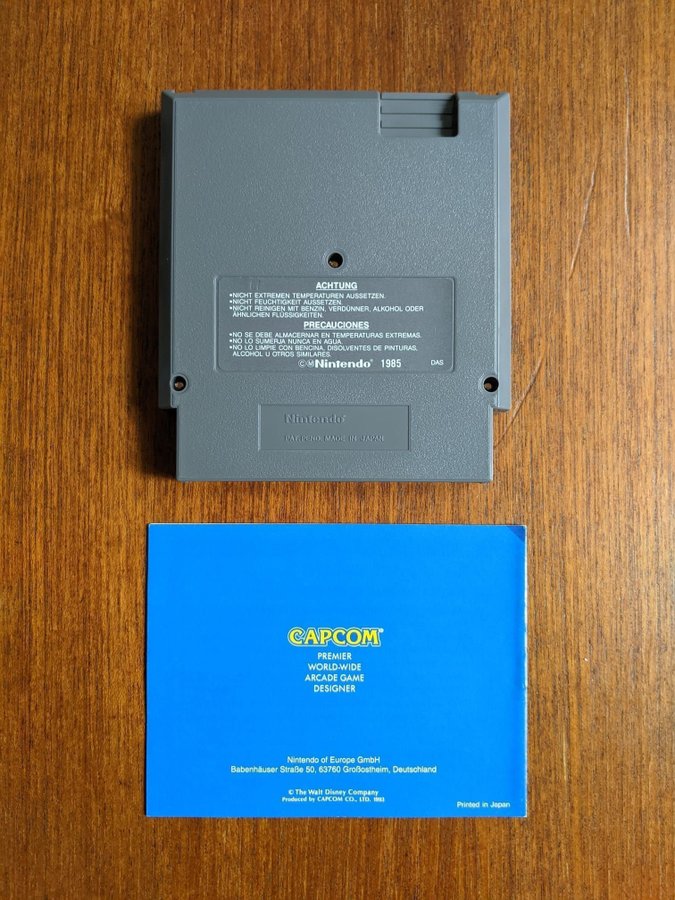 ACHTUNG
•NICHT EXTREMEN TEMPERATUREN AUSSETZEN.
•NICHT FEUCHTIGKEIT AUSSETZEN.
•NICHT REINIGEN MIT BENZIN, VERDÜNNER, ALKOHOL ODER
ÄHNLICHEN FLÜSSIGKEITEN.
PRECAUCIONES
•NO SE DEBE ALMACERNAR EN TEMPERATURAS EXTREMAS.
•NO LO SUMERJA NUNCA EN AGUA.
•NO LO LIMPIE CON BENCINA, DISOLVENTES DE PINTURAS,
ALCOHOL U OTROS SIMILARES.
©Ⓜ Nintendo® 1985 DAS
Nintendo®
PAT. PEND. MADE IN JAPAN
CAPCOM®
PREMIER
WORLD-WIDE
ARCADE GAME
DESIGNER
Nintendo of Europe GmbH
Babenhäuser Straße 50, 63760 Großostheim, Deutschland
© The Walt Disney Company
Produced by CAPCOM CO., LTD. 1993
Printed in Japan